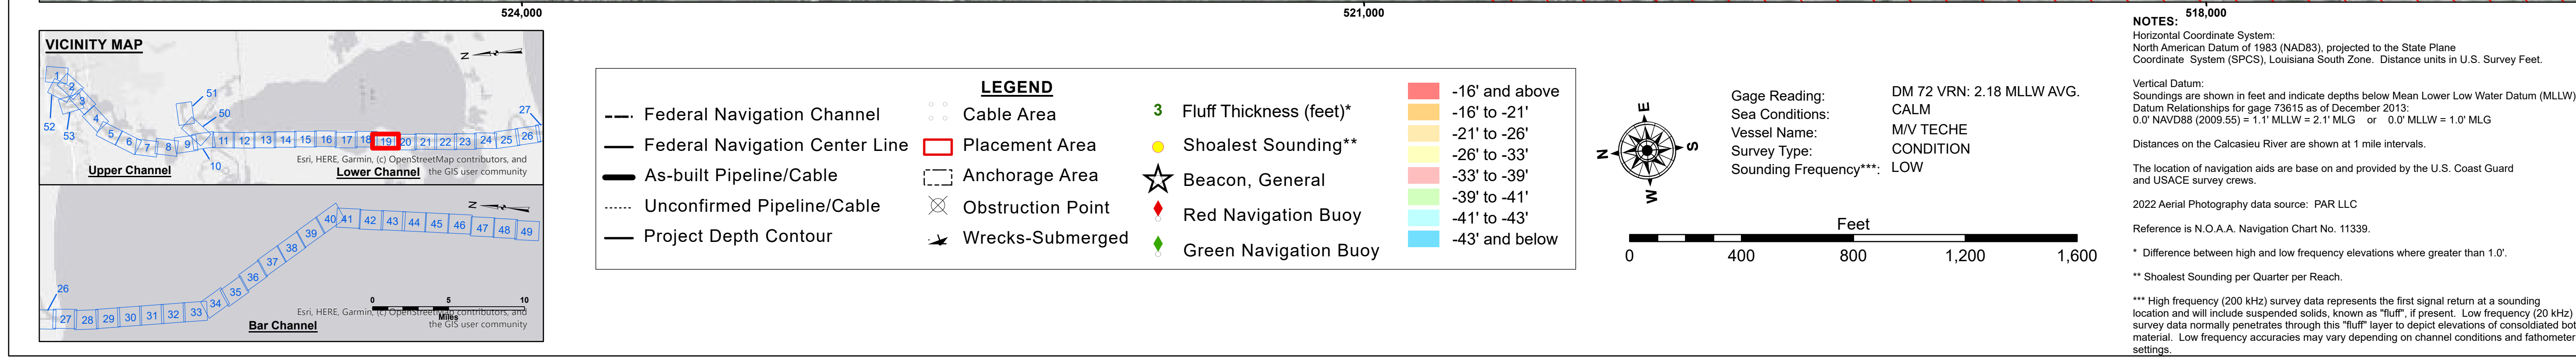 524,000
521,000
518,000
VICINITY MAP
N
1
2
3
4
5
6
7
8
9
10
11
12
13
14
15
16
17
18
19
20
21
22
23
24
25
26
27
50
51
52
53
Upper Channel
Lower Channel
Esri, HERE, Garmin, (c) OpenStreetMap contributors, and
the GIS user community
N
26
27
28
29
30
31
32
33
34
35
36
37
38
39
40
41
42
43
44
45
46
47
48
49
0 5 10
Miles
Bar Channel
Esri, HERE, Garmin, (c) OpenStreetMap contributors, and
the GIS user community
LEGEND
Federal Navigation Channel
Federal Navigation Center Line
As-built Pipeline/Cable
Unconfirmed Pipeline/Cable
Project Depth Contour
Cable Area
Placement Area
Anchorage Area
Obstruction Point
Wrecks-Submerged
3 Fluff Thickness (feet)*
Shoalest Sounding**
Beacon, General
Red Navigation Buoy
Green Navigation Buoy
-16' and above
-16' to -21'
-21' to -26'
-26' to -33'
-33' to -39'
-39' to -41'
-41' to -43'
-43' and below
E
N
S
W
Gage Reading: DM 72 VRN: 2.18 MLLW AVG.
Sea Conditions: CALM
Vessel Name: M/V TECHE
Survey Type: CONDITION
Sounding Frequency***: LOW
Feet
0 400 800 1,200 1,600
NOTES:
Horizontal Coordinate System:
North American Datum of 1983 (NAD83), projected to the State Plane
Coordinate System (SPCS), Louisiana South Zone. Distance units in U.S. Survey Feet.
Vertical Datum:
Soundings are shown in feet and indicate depths below Mean Lower Low Water Datum (MLLW)
Datum Relationships for gage 73615 as of December 2013:
0.0' NAVD88 (2009.55) = 1.1' MLLW = 2.1' MLG or 0.0' MLLW = 1.0' MLG
Distances on the Calcasieu River are shown at 1 mile intervals.
The location of navigation aids are base on and provided by the U.S. Coast Guard
and USACE survey crews.
2022 Aerial Photography data source: PAR LLC
Reference is N.O.A.A. Navigation Chart No. 11339.
* Difference between high and low frequency elevations where greater than 1.0'.
** Shoalest Sounding per Quarter per Reach.
*** High frequency (200 kHz) survey data represents the first signal return at a sounding
location and will include suspended solids, known as "fluff", if present. Low frequency (20 kHz)
survey data normally penetrates through this "fluff" layer to depict elevations of consoldiated bot
material. Low frequency accuracies may vary depending on channel conditions and fathometer
settings.